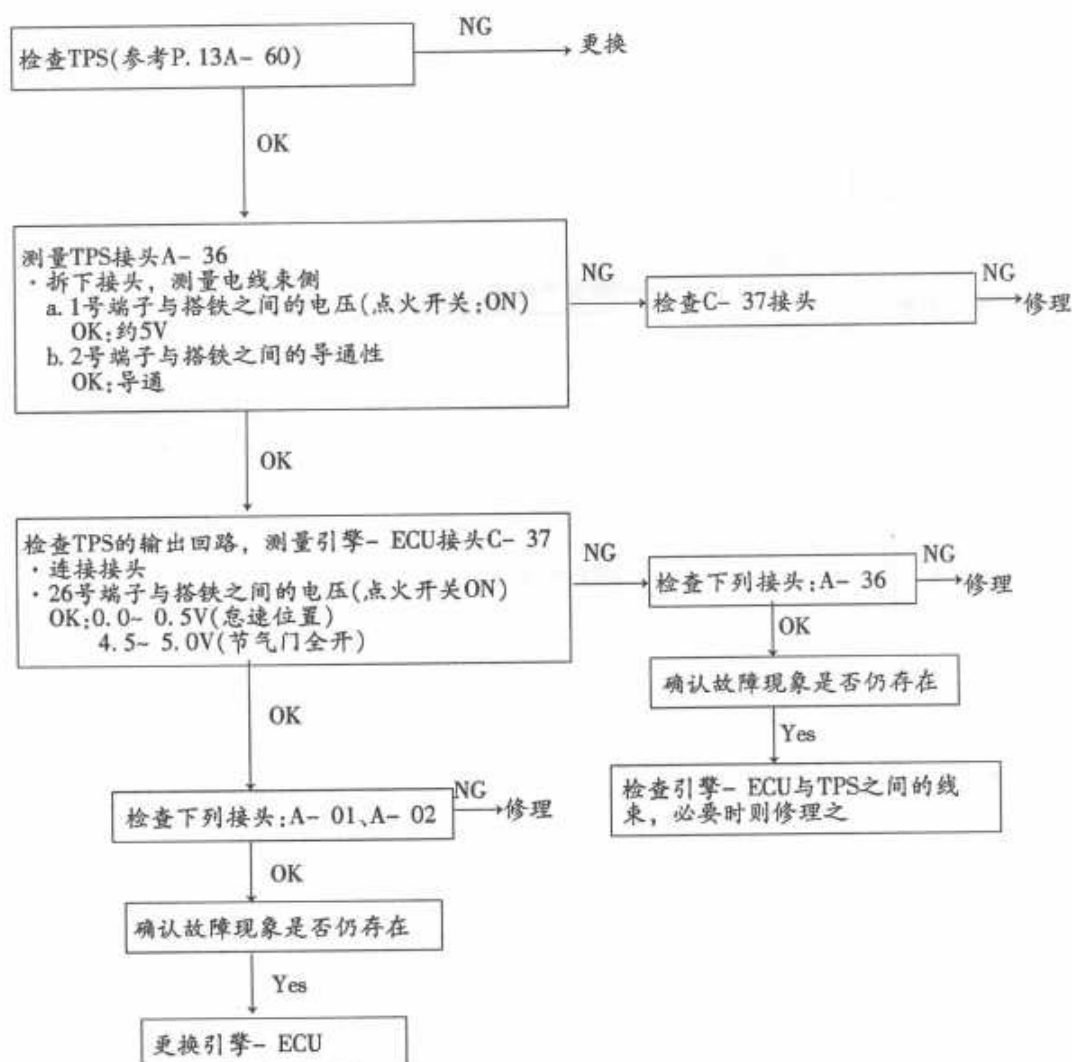 检查TPS(参考P.13A-60)
NG
更换
OK
测量TPS接头A-36
·拆下接头，测量电线束侧
a.1号端子与搭铁之间的电压(点火开关:ON)
OK:约5V
b.2号端子与搭铁之间的导通性
OK:导通
NG
检查C-37接头
NG
修理
OK
检查TPS的输出回路，测量引擎-ECU接头C-37
·连接接头
·26号端子与搭铁之间的电压(点火开关ON)
OK:0.0~0.5V(怠速位置)
4.5~5.0V(节气门全开)
NG
检查下列接头:A-36
NG
修理
OK
确认故障现象是否仍存在
Yes
检查引擎-ECU与TPS之间的线
束，必要时则修理之
OK
检查下列接头:A-01、A-02
NG
修理
OK
确认故障现象是否仍存在
Yes
更换引擎-ECU